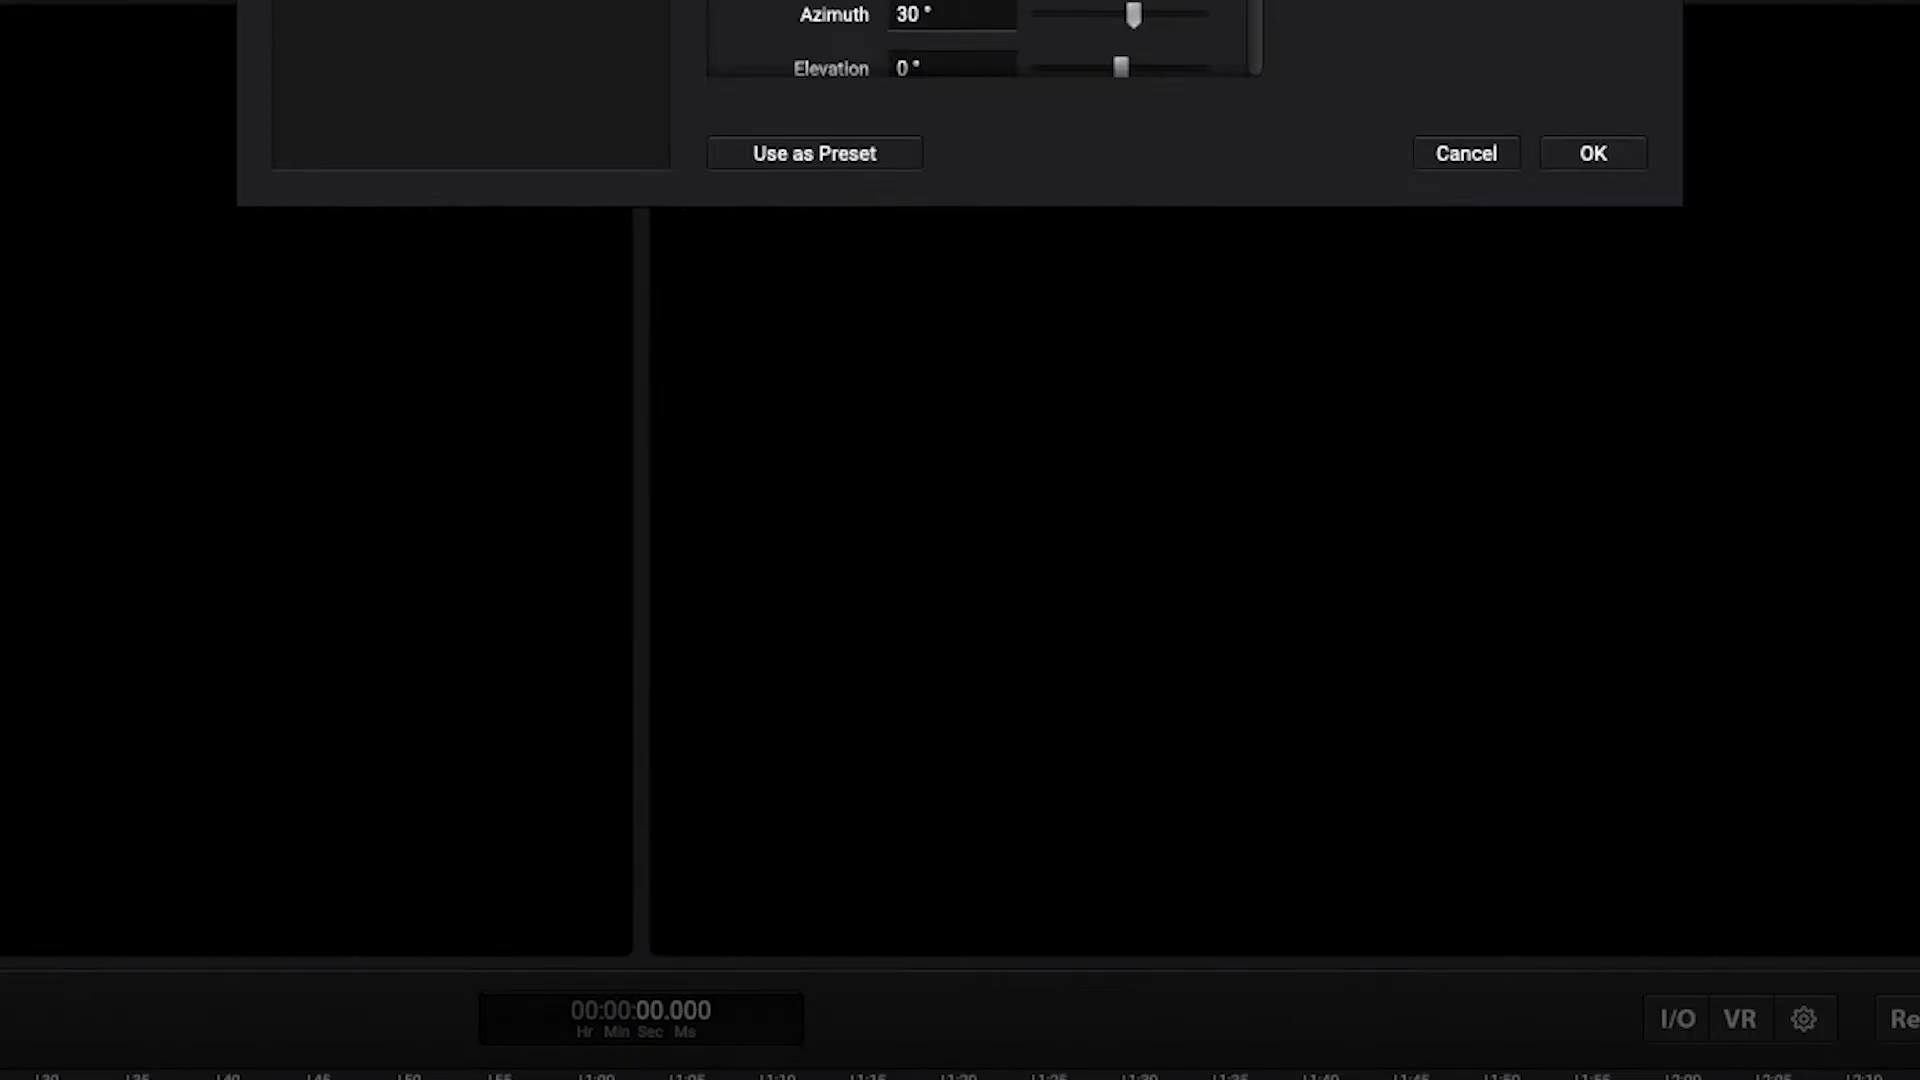 Azimuth 30 °
Elevation 0 °
Use as Preset Cancel OK
00:00:00.000
Hr Min Sec Ms
I/O VR Re